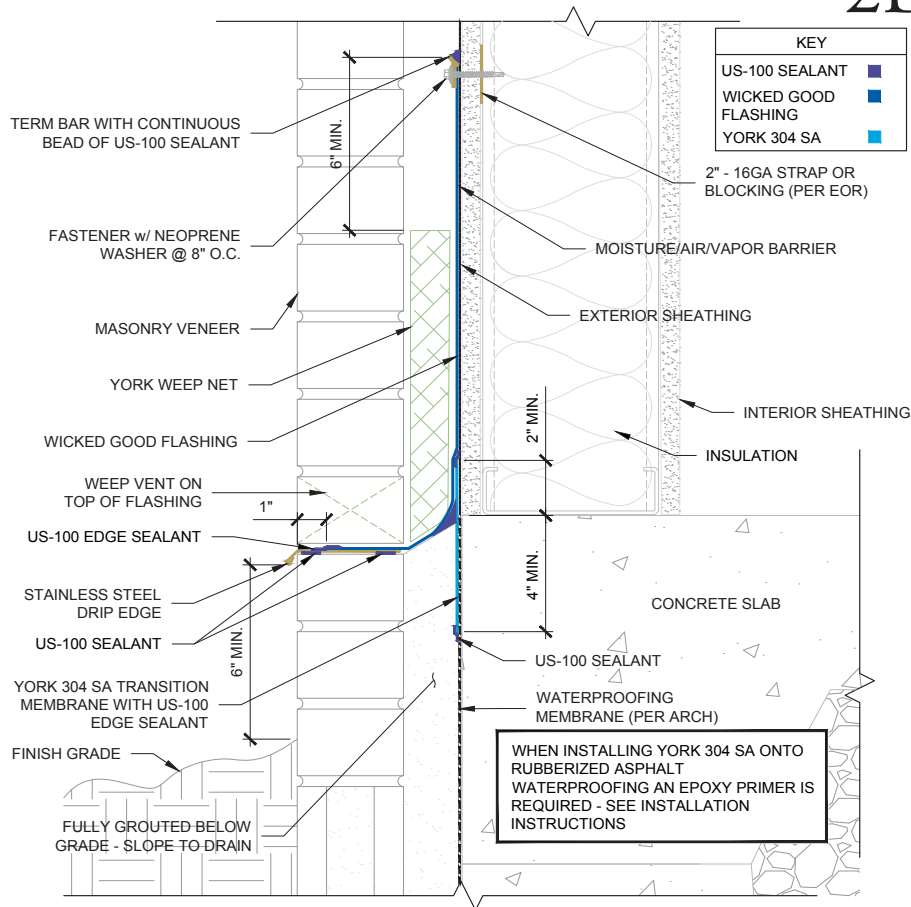 KEY
US-100 SEALANT
WICKED GOOD
FLASHING
YORK 304 SA
TERM BAR WITH CONTINUOUS
BEAD OF US-100 SEALANT
6" MIN.
2" - 16GA STRAP OR
BLOCKING (PER EOR)
FASTENER w/ NEOPRENE
WASHER @ 8" O.C.
MOISTURE/AIR/VAPOR BARRIER
MASONRY VENEER
EXTERIOR SHEATHING
YORK WEEP NET
INTERIOR SHEATHING
WICKED GOOD FLASHING
2" MIN.
INSULATION
WEEP VENT ON
TOP OF FLASHING
1"
US-100 EDGE SEALANT
STAINLESS STEEL
DRIP EDGE
4" MIN.
CONCRETE SLAB
US-100 SEALANT
6" MIN.
US-100 SEALANT
YORK 304 SA TRANSITION
MEMBRANE WITH US-100
EDGE SEALANT
WATERPROOFING
MEMBRANE (PER ARCH)
FINISH GRADE
WHEN INSTALLING YORK 304 SA ONTO
RUBBERIZED ASPHALT
WATERPROOFING AN EPOXY PRIMER IS
REQUIRED - SEE INSTALLATION
INSTRUCTIONS
FULLY GROUTED BELOW
GRADE - SLOPE TO DRAIN